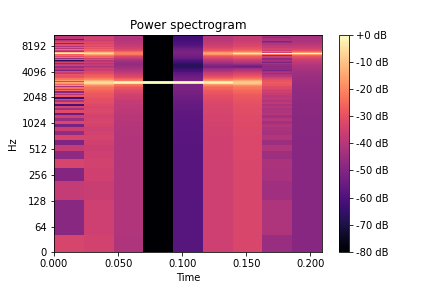 Power spectrogram
Hz
8192
4096
2048
1024
512
256
128
64
0
0.000 0.050 0.100 0.150 0.200
Time
+0 dB
-10 dB
-20 dB
-30 dB
-40 dB
-50 dB
-60 dB
-70 dB
-80 dB